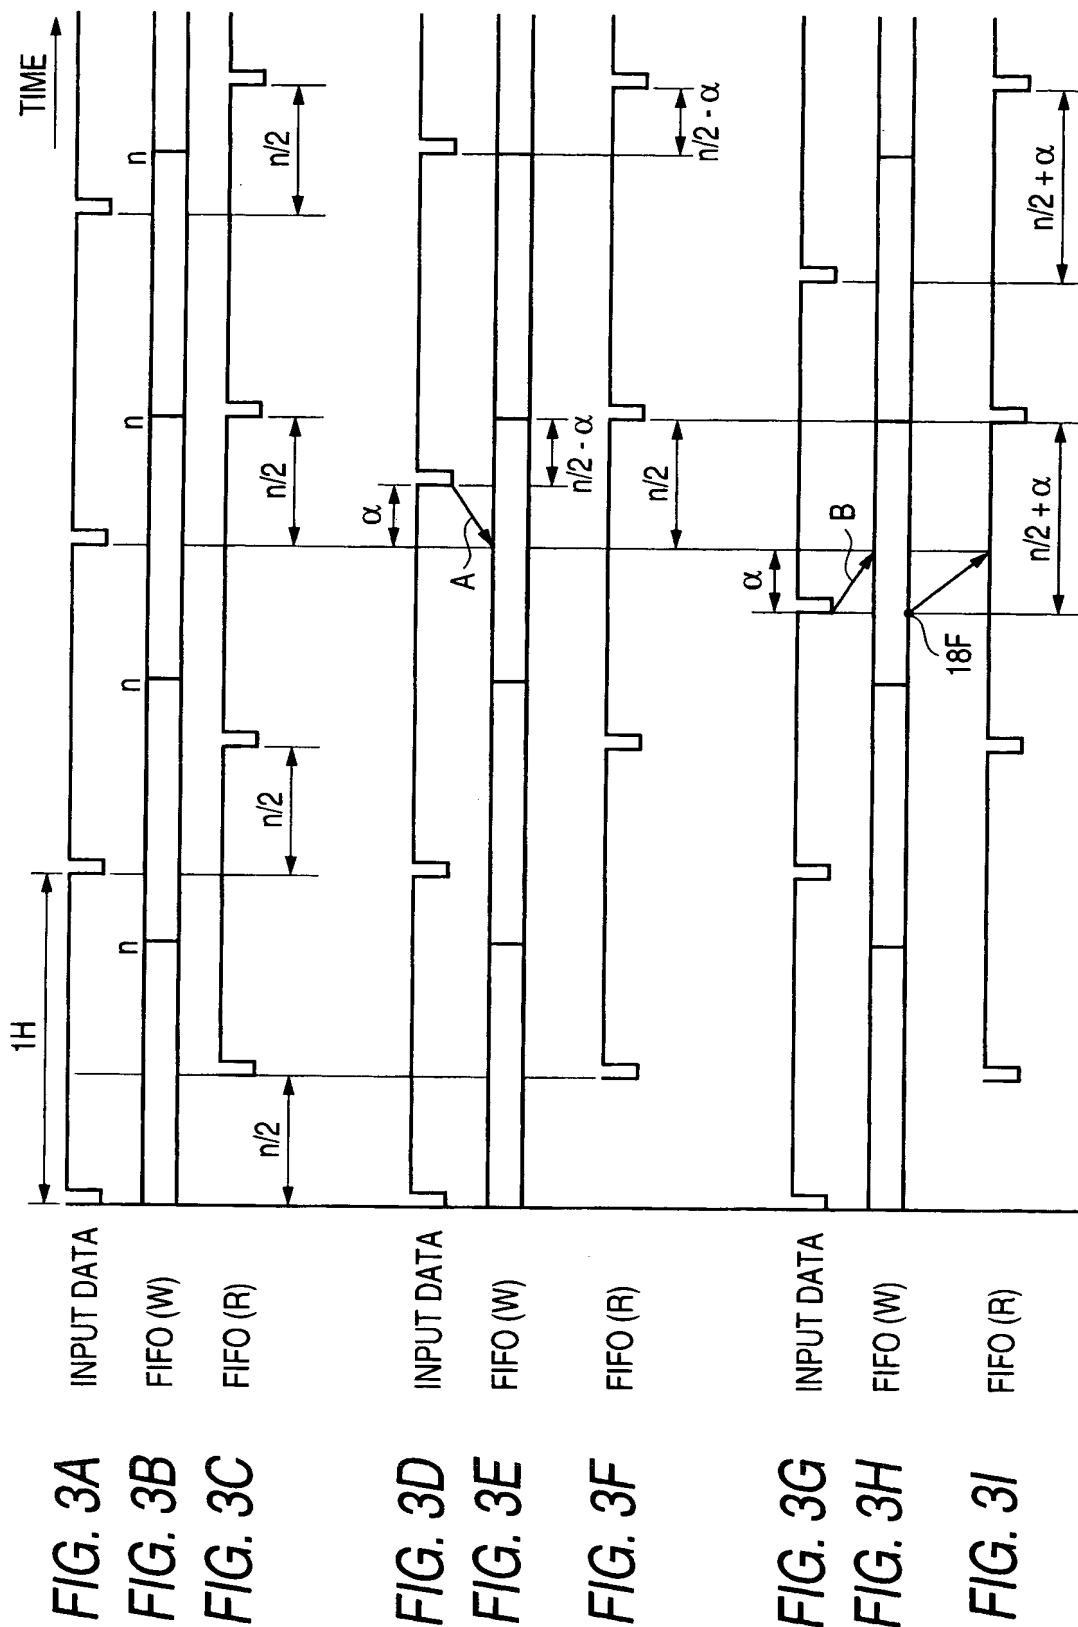 TIME
1H
FIG. 3A INPUT DATA
n n n n
FIG. 3B FIFO (W)
FIG. 3C FIFO (R)
n/2 n/2 n/2 n/2
FIG. 3D INPUT DATA
α
A
FIG. 3E FIFO (W)
n/2 - α n/2 - α
FIG. 3F FIFO (R)
n/2
FIG. 3G INPUT DATA
α
B
FIG. 3H FIFO (W)
18F
FIG. 3I FIFO (R)
n/2 + α n/2 + α